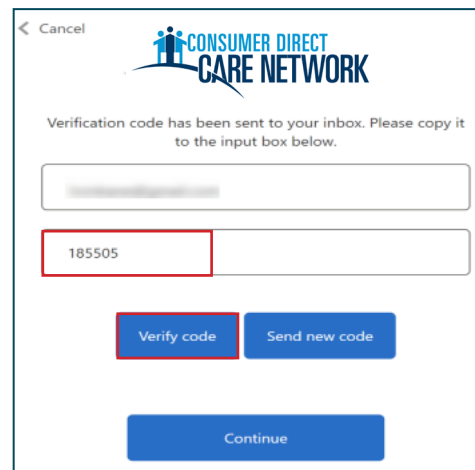 Cancel
CONSUMER DIRECT
CARE NETWORK
Verification code has been sent to your inbox. Please copy it
to the input box below.
185505
Verify code
Send new code
Continue